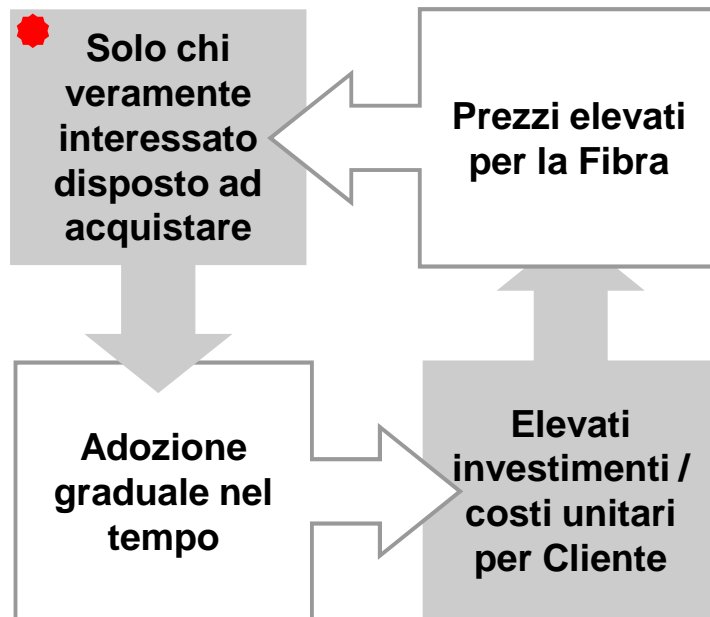 Solo chi
veramente
interessato
disposto ad
acquistare
Prezzi elevati
per la Fibra
Adozione
graduale nel
tempo
Elevati
investimenti /
costi unitari
per Cliente